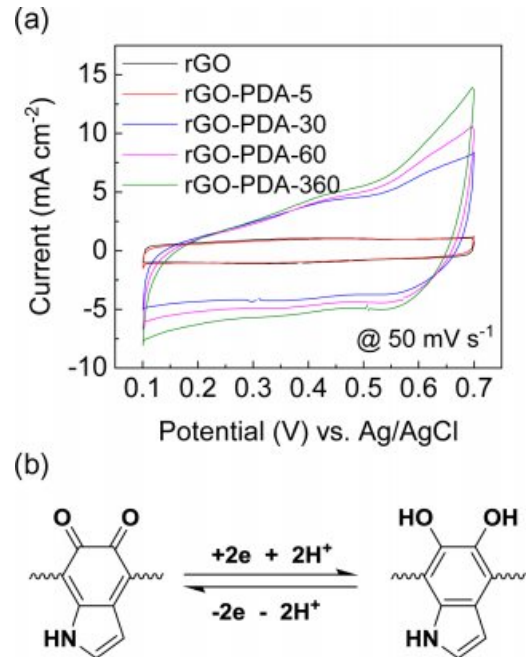 (a)
rGO
rGO-PDA-5
rGO-PDA-30
rGO-PDA-60
rGO-PDA-360
15
10
5
0
-5
-10
Current (mA cm⁻²)
@ 50 mV s⁻¹
0.1 0.2 0.3 0.4 0.5 0.6 0.7
Potential (V) vs. Ag/AgCl
(b)
O O HO OH
+2e + 2H⁺
-2e - 2H⁺
HN HN